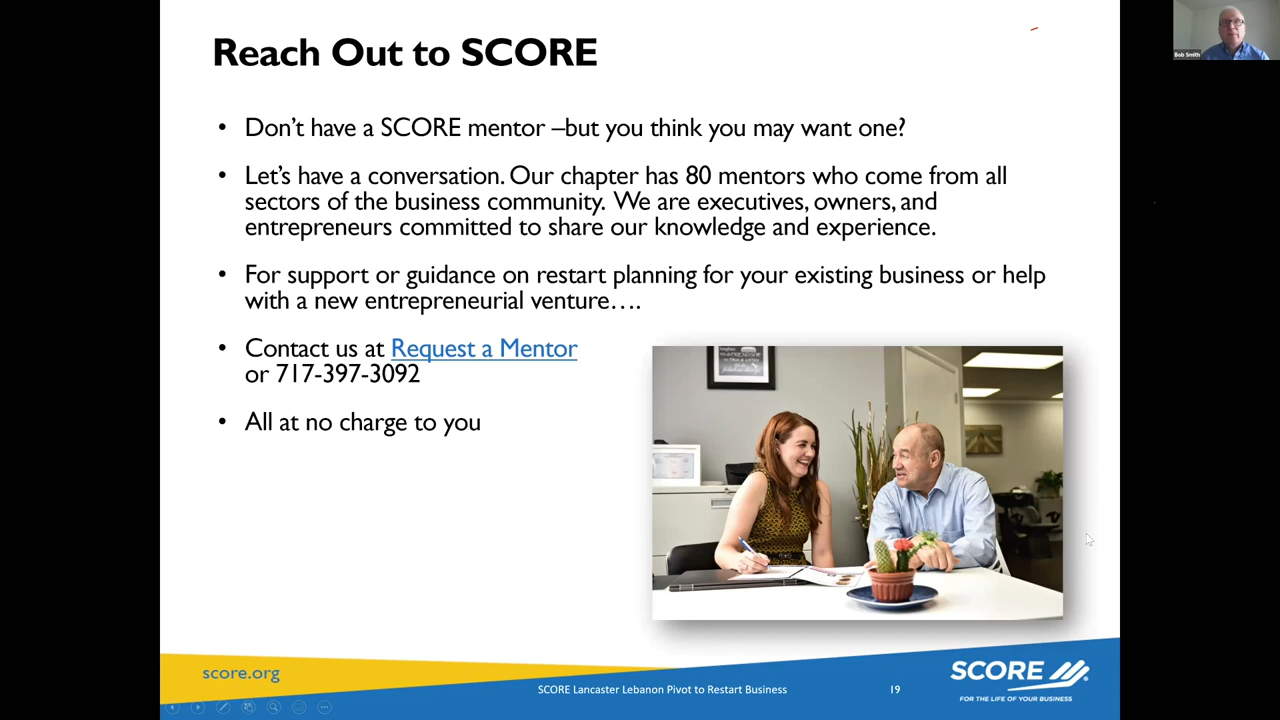 Reach Out to SCORE
Bob Smith
• Don’t have a SCORE mentor –but you think you may want one?
• Let’s have a conversation. Our chapter has 80 mentors who come from all
sectors of the business community. We are executives, owners, and
entrepreneurs committed to share our knowledge and experience.
• For support or guidance on restart planning for your existing business or help
with a new entrepreneurial venture….
• Contact us at Request a Mentor
or 717-397-3092
• All at no charge to you
score.org
SCORE Lancaster Lebanon Pivot to Restart Business
19
SCORE
FOR THE LIFE OF YOUR BUSINESS